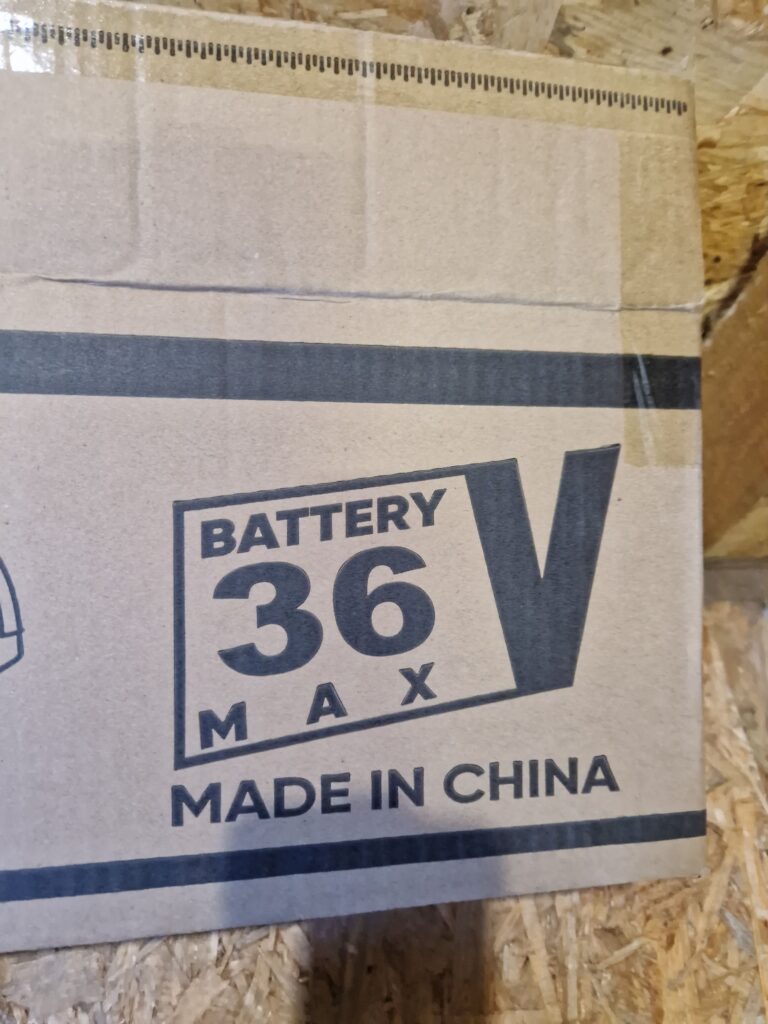 BATTERY
36 V
MAX
MADE IN CHINA